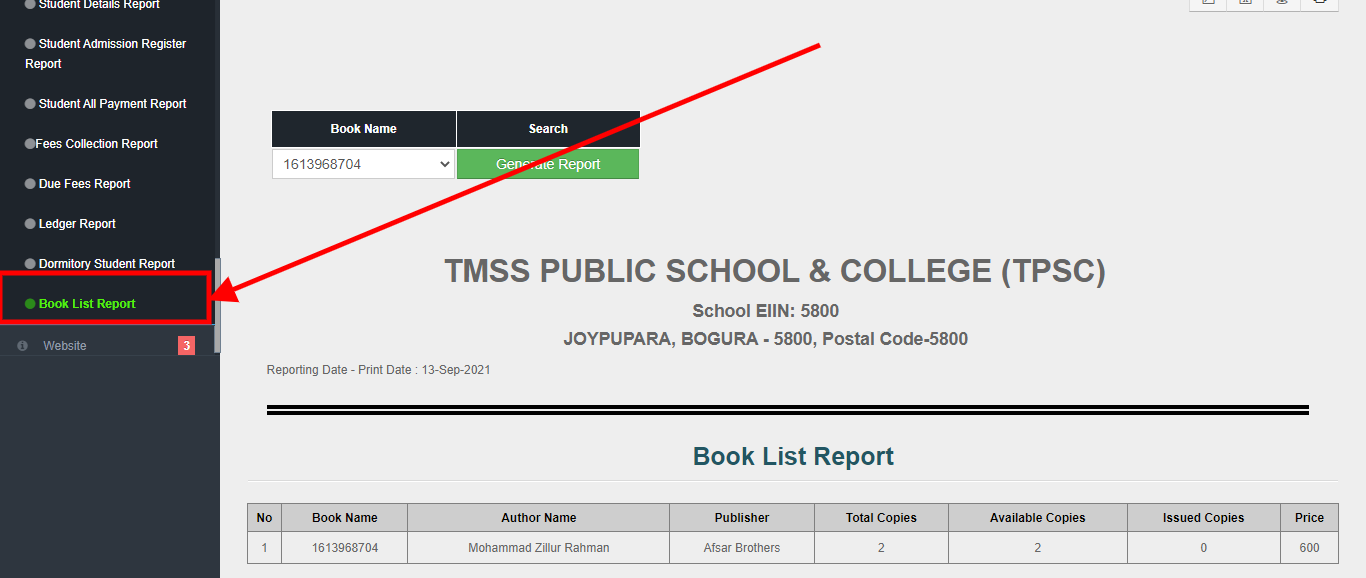 Student Details Report
Student Admission Register
Report
Student All Payment Report
Fees Collection Report
Due Fees Report
Ledger Report
Dormitory Student Report
Book List Report
Website 3
Book Name Search
1613968704 Generate Report
TMSS PUBLIC SCHOOL & COLLEGE (TPSC)
School EIIN: 5800
JOYPUPARA, BOGURA - 5800, Postal Code-5800
Reporting Date - Print Date : 13-Sep-2021
Book List Report
No Book Name Author Name Publisher Total Copies Available Copies Issued Copies Price
1 1613968704 Mohammad Zillur Rahman Afsar Brothers 2 2 0 600